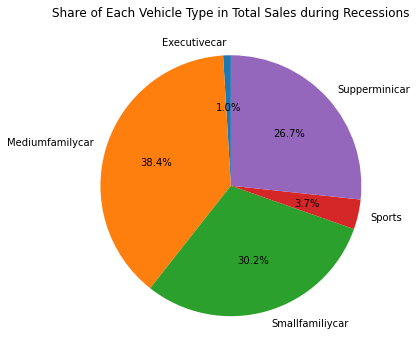 Share of Each Vehicle Type in Total Sales during Recessions
Executivecar
Supperminicar
1.0%
26.7%
Mediumfamilycar
38.4%
3.7%
Sports
30.2%
Smallfamiliycar